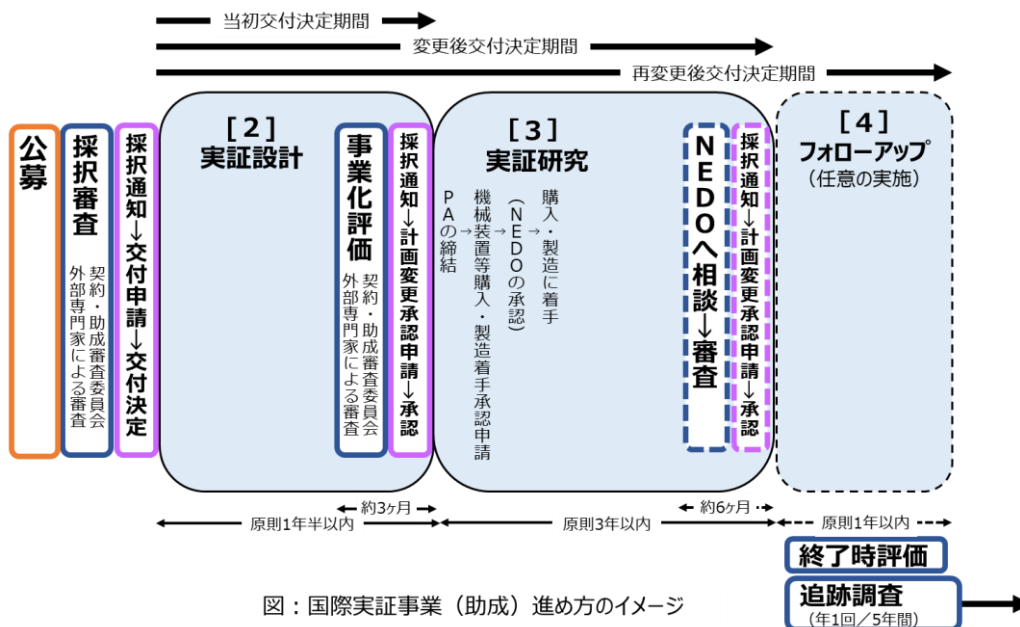 当初交付決定期間
変更後交付決定期間
再変更後交付決定期間
公募
採択審査
外部専門家による審査
契約・助成審査委員会
採択通知→交付申請→交付決定
[2]
実証設計
事業化評価
外部専門家による審査
契約・助成審査委員会
採択通知→計画変更承認申請→承認
[3]
実証研究
PAの締結
→機械装置等購入・製造着手承認申請
→(NEDOの承認)
→購入・製造に着手
NEDOへ相談→審査
採択通知→計画変更承認申請→承認
[4]
フォローアップ
(任意の実施)
約3ヶ月
原則1年半以内
約6ヶ月
原則3年以内
原則1年以内
終了時評価
追跡調査
(年1回/5年間)
図:国際実証事業(助成)進め方のイメージ